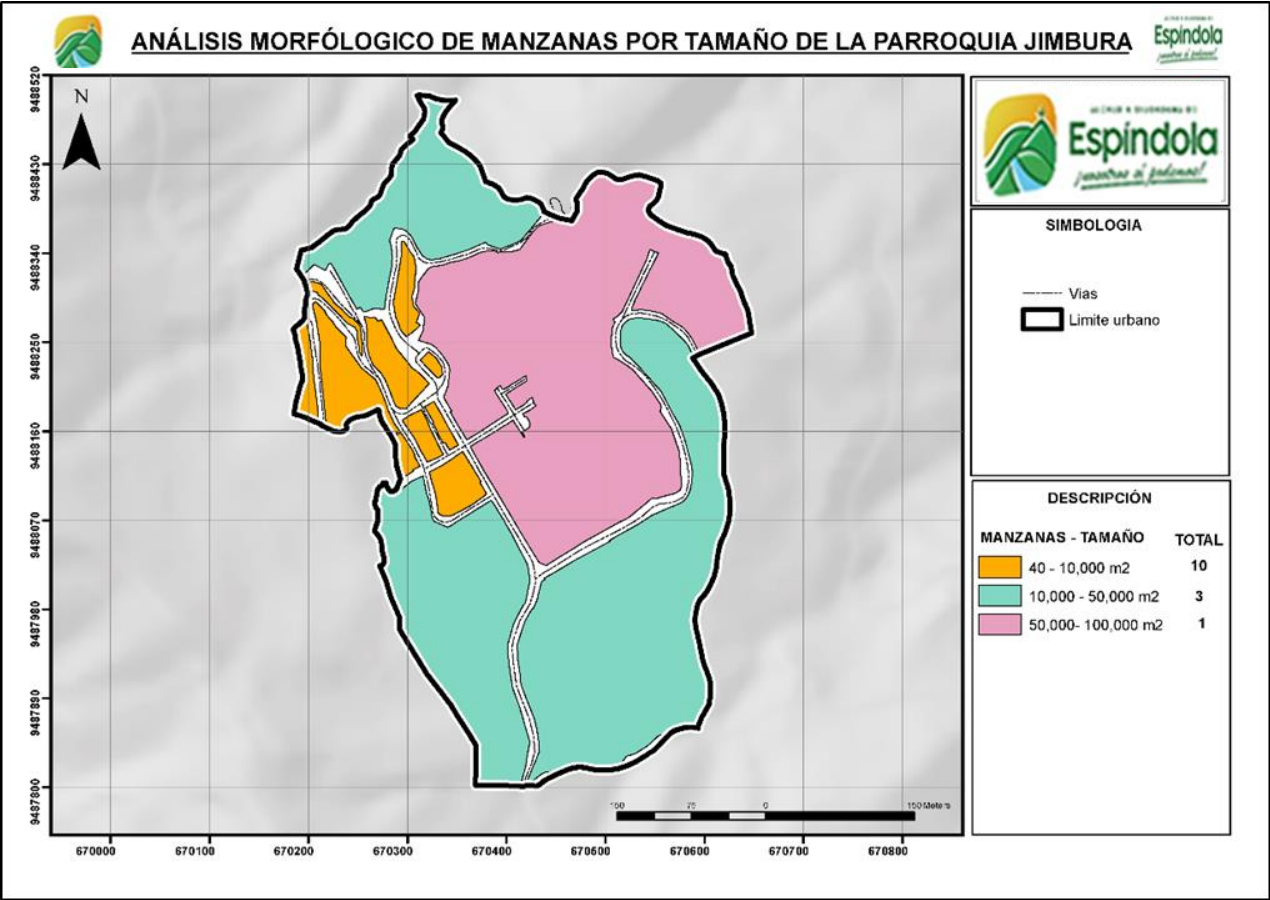 ANÁLISIS MORFÓLOGICO DE MANZANAS POR TAMAÑO DE LA PARROQUIA JIMBURA
Espíndola
¡nuestros sí podemos!
N
9488520
9488430
9488340
9488250
9488160
9488070
9487980
9487890
9487800
670000
670100
670200
670300
670400
670500
670600
670700
670800
150
75
0
150 Meters
Espíndola
SIMBOLOGIA
Vias
Limite urbano
DESCRIPCIÓN
MANZANAS - TAMAÑO TOTAL
40 - 10,000 m2 10
10,000 - 50,000 m2 3
50,000- 100,000 m2 1